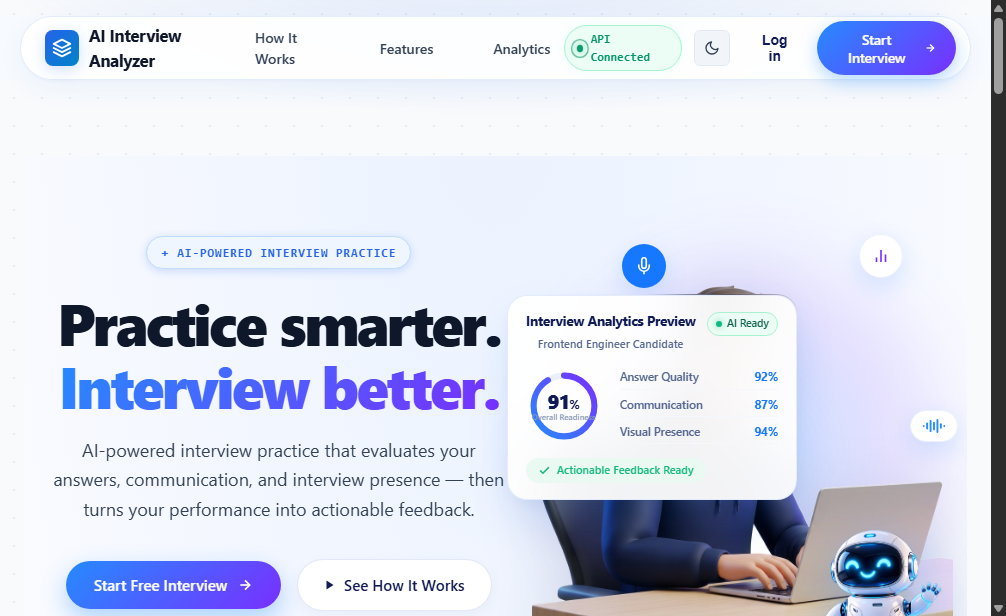 AI Interview
Analyzer
How It
Works
Features
Analytics
API
Connected
Log
in
Start
Interview
+ AI-POWERED INTERVIEW PRACTICE
Practice smarter.
Interview better.
AI-powered interview practice that evaluates your
answers, communication, and interview presence — then
turns your performance into actionable feedback.
Start Free Interview
See How It Works
Interview Analytics Preview
AI Ready
Frontend Engineer Candidate
91%
Overall Readiness
Answer Quality 92%
Communication 87%
Visual Presence 94%
Actionable Feedback Ready